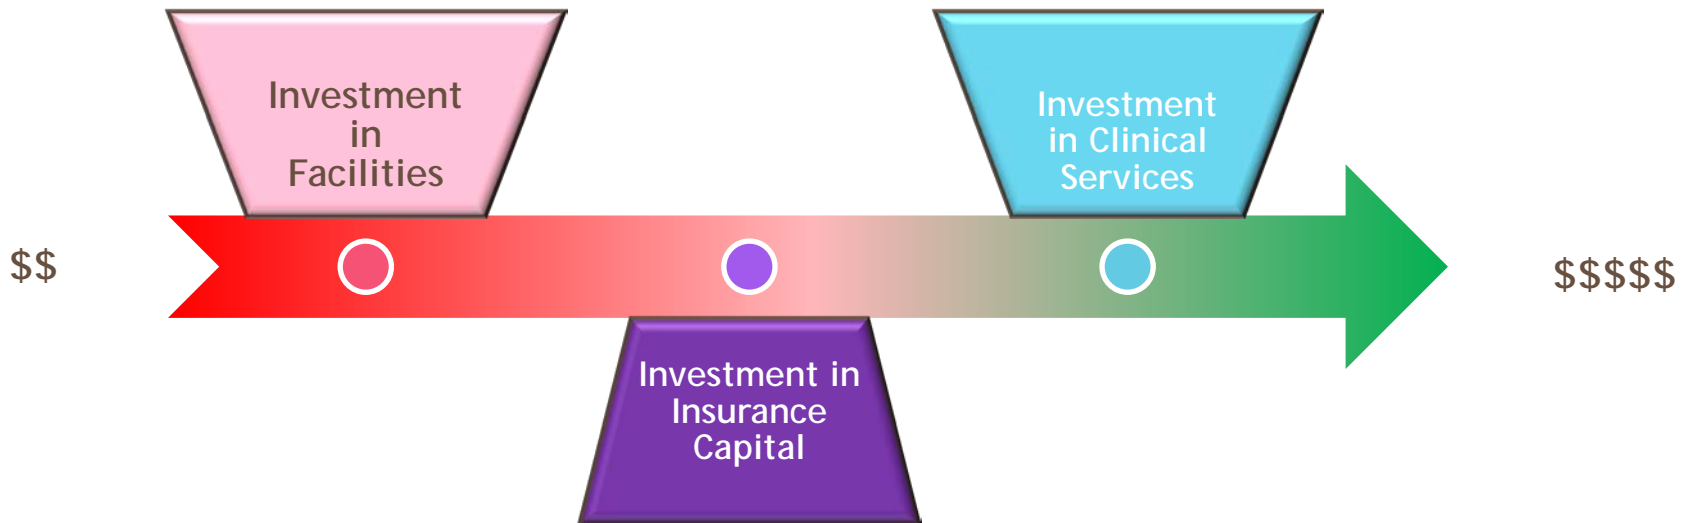 Investment
in
Facilities
Investment
in Clinical
Services
$$
$$$$$
Investment in
Insurance
Capital